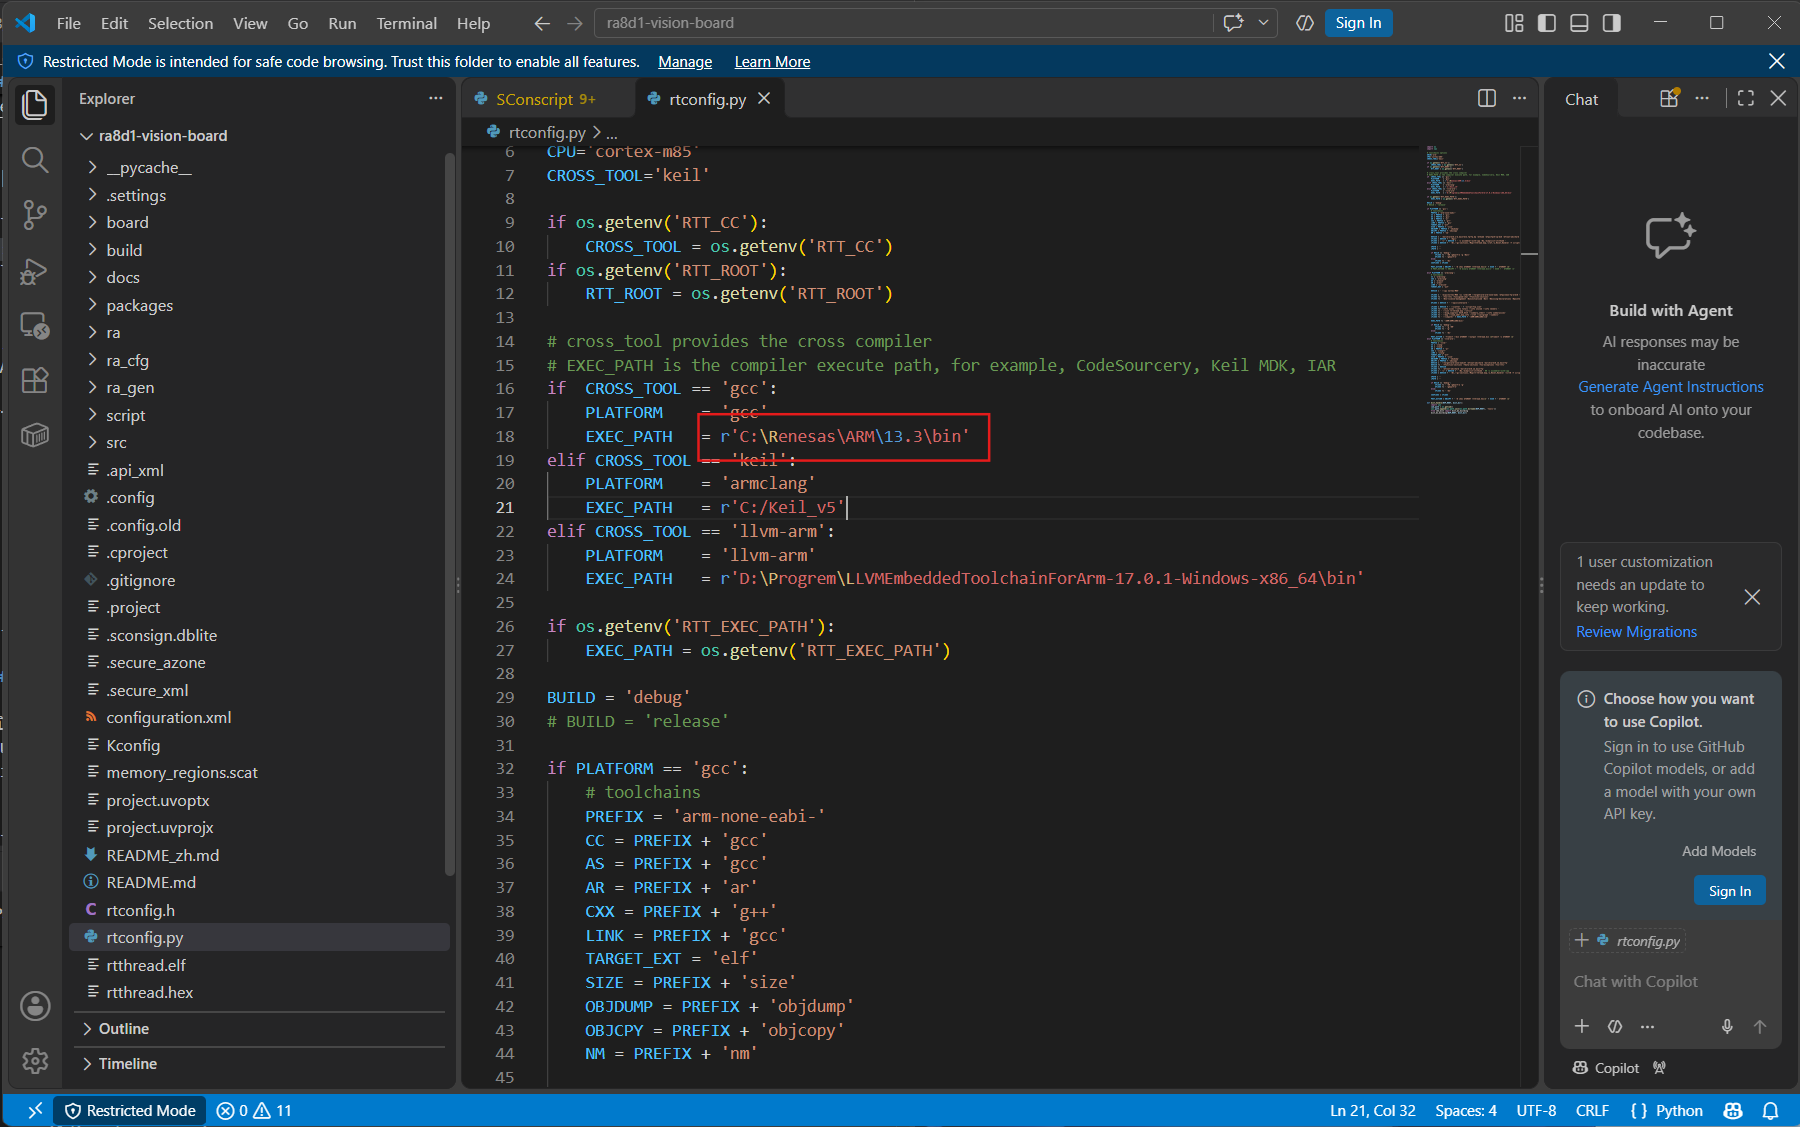 File Edit Selection View Go Run Terminal Help
ra8d1-vision-board
Sign In
Restricted Mode is intended for safe code browsing. Trust this folder to enable all features. Manage Learn More
Explorer
ra8d1-vision-board
__pycache__
.settings
board
build
docs
packages
ra
ra_cfg
ra_gen
script
src
.api_xml
.config
.config.old
.cproject
.gitignore
.project
.sconsign.dblite
.secure_azone
.secure_xml
configuration.xml
Kconfig
memory_regions.scat
project.uvoptx
project.uvprojx
README_zh.md
README.md
rtconfig.h
rtconfig.py
rtthread.elf
rtthread.hex
Outline
Timeline
SConscript 9+
rtconfig.py
rtconfig.py > ...
6 CPU='cortex-m85'
7 CROSS_TOOL='keil'
8
9 if os.getenv('RTT_CC'):
10 CROSS_TOOL = os.getenv('RTT_CC')
11 if os.getenv('RTT_ROOT'):
12 RTT_ROOT = os.getenv('RTT_ROOT')
13
14 # cross_tool provides the cross compiler
15 # EXEC_PATH is the compiler execute path, for example, CodeSourcery, Keil MDK, IAR
16 if  CROSS_TOOL == 'gcc':
17 PLATFORM    = 'gcc'
18 EXEC_PATH   = r'C:\Renesas\ARM\13.3\bin'
19 elif CROSS_TOOL == 'keil':
20 PLATFORM    = 'armclang'
21 EXEC_PATH   = r'C:/Keil_v5'
22 elif CROSS_TOOL == 'llvm-arm':
23 PLATFORM    = 'llvm-arm'
24 EXEC_PATH   = r'D:\Progrem\LLVMEmbeddedToolchainForArm-17.0.1-Windows-x86_64\bin'
25
26 if os.getenv('RTT_EXEC_PATH'):
27 EXEC_PATH = os.getenv('RTT_EXEC_PATH')
28
29 BUILD = 'debug'
30 # BUILD = 'release'
31
32 if PLATFORM == 'gcc':
33 # toolchains
34 PREFIX = 'arm-none-eabi-'
35 CC = PREFIX + 'gcc'
36 AS = PREFIX + 'gcc'
37 AR = PREFIX + 'ar'
38 CXX = PREFIX + 'g++'
39 LINK = PREFIX + 'gcc'
40 TARGET_EXT = 'elf'
41 SIZE = PREFIX + 'size'
42 OBJDUMP = PREFIX + 'objdump'
43 OBJCPY = PREFIX + 'objcopy'
44 NM = PREFIX + 'nm'
45
Chat
Build with Agent
AI responses may be
inaccurate
Generate Agent Instructions
to onboard AI onto your
codebase.
1 user customization
needs an update to
keep working.
Review Migrations
Choose how you want
to use Copilot.
Sign in to use GitHub
Copilot models, or add
a model with your own
API key.
Add Models
Sign In
rtconfig.py
Chat with Copilot
Copilot
Restricted Mode 0 11 Ln 21, Col 32 Spaces: 4 UTF-8 CRLF { } Python